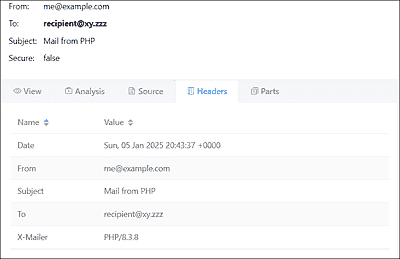 From: me@example.com
To: recipient@xy.zzz
Subject: Mail from PHP
Secure: false
View Analysis Source Headers Parts
Name Value
Date Sun, 05 Jan 2025 20:43:37 +0000
From me@example.com
Subject Mail from PHP
To recipient@xy.zzz
X-Mailer PHP/8.3.8